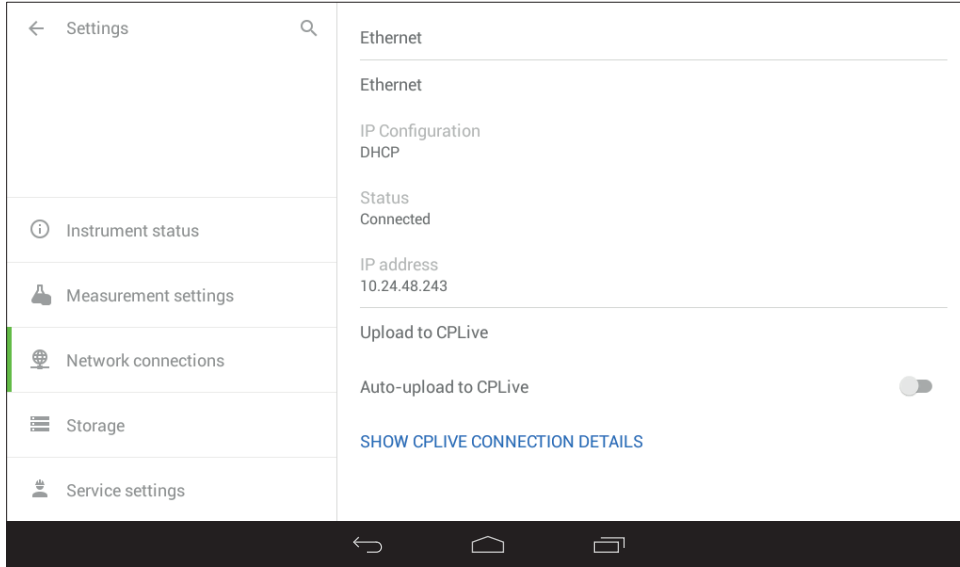 Settings
Instrument status
Measurement settings
Network connections
Storage
Service settings
Ethernet
Ethernet
IP Configuration
DHCP
Status
Connected
IP address
10.24.48.243
Upload to CPLive
Auto-upload to CPLive
SHOW CPLIVE CONNECTION DETAILS